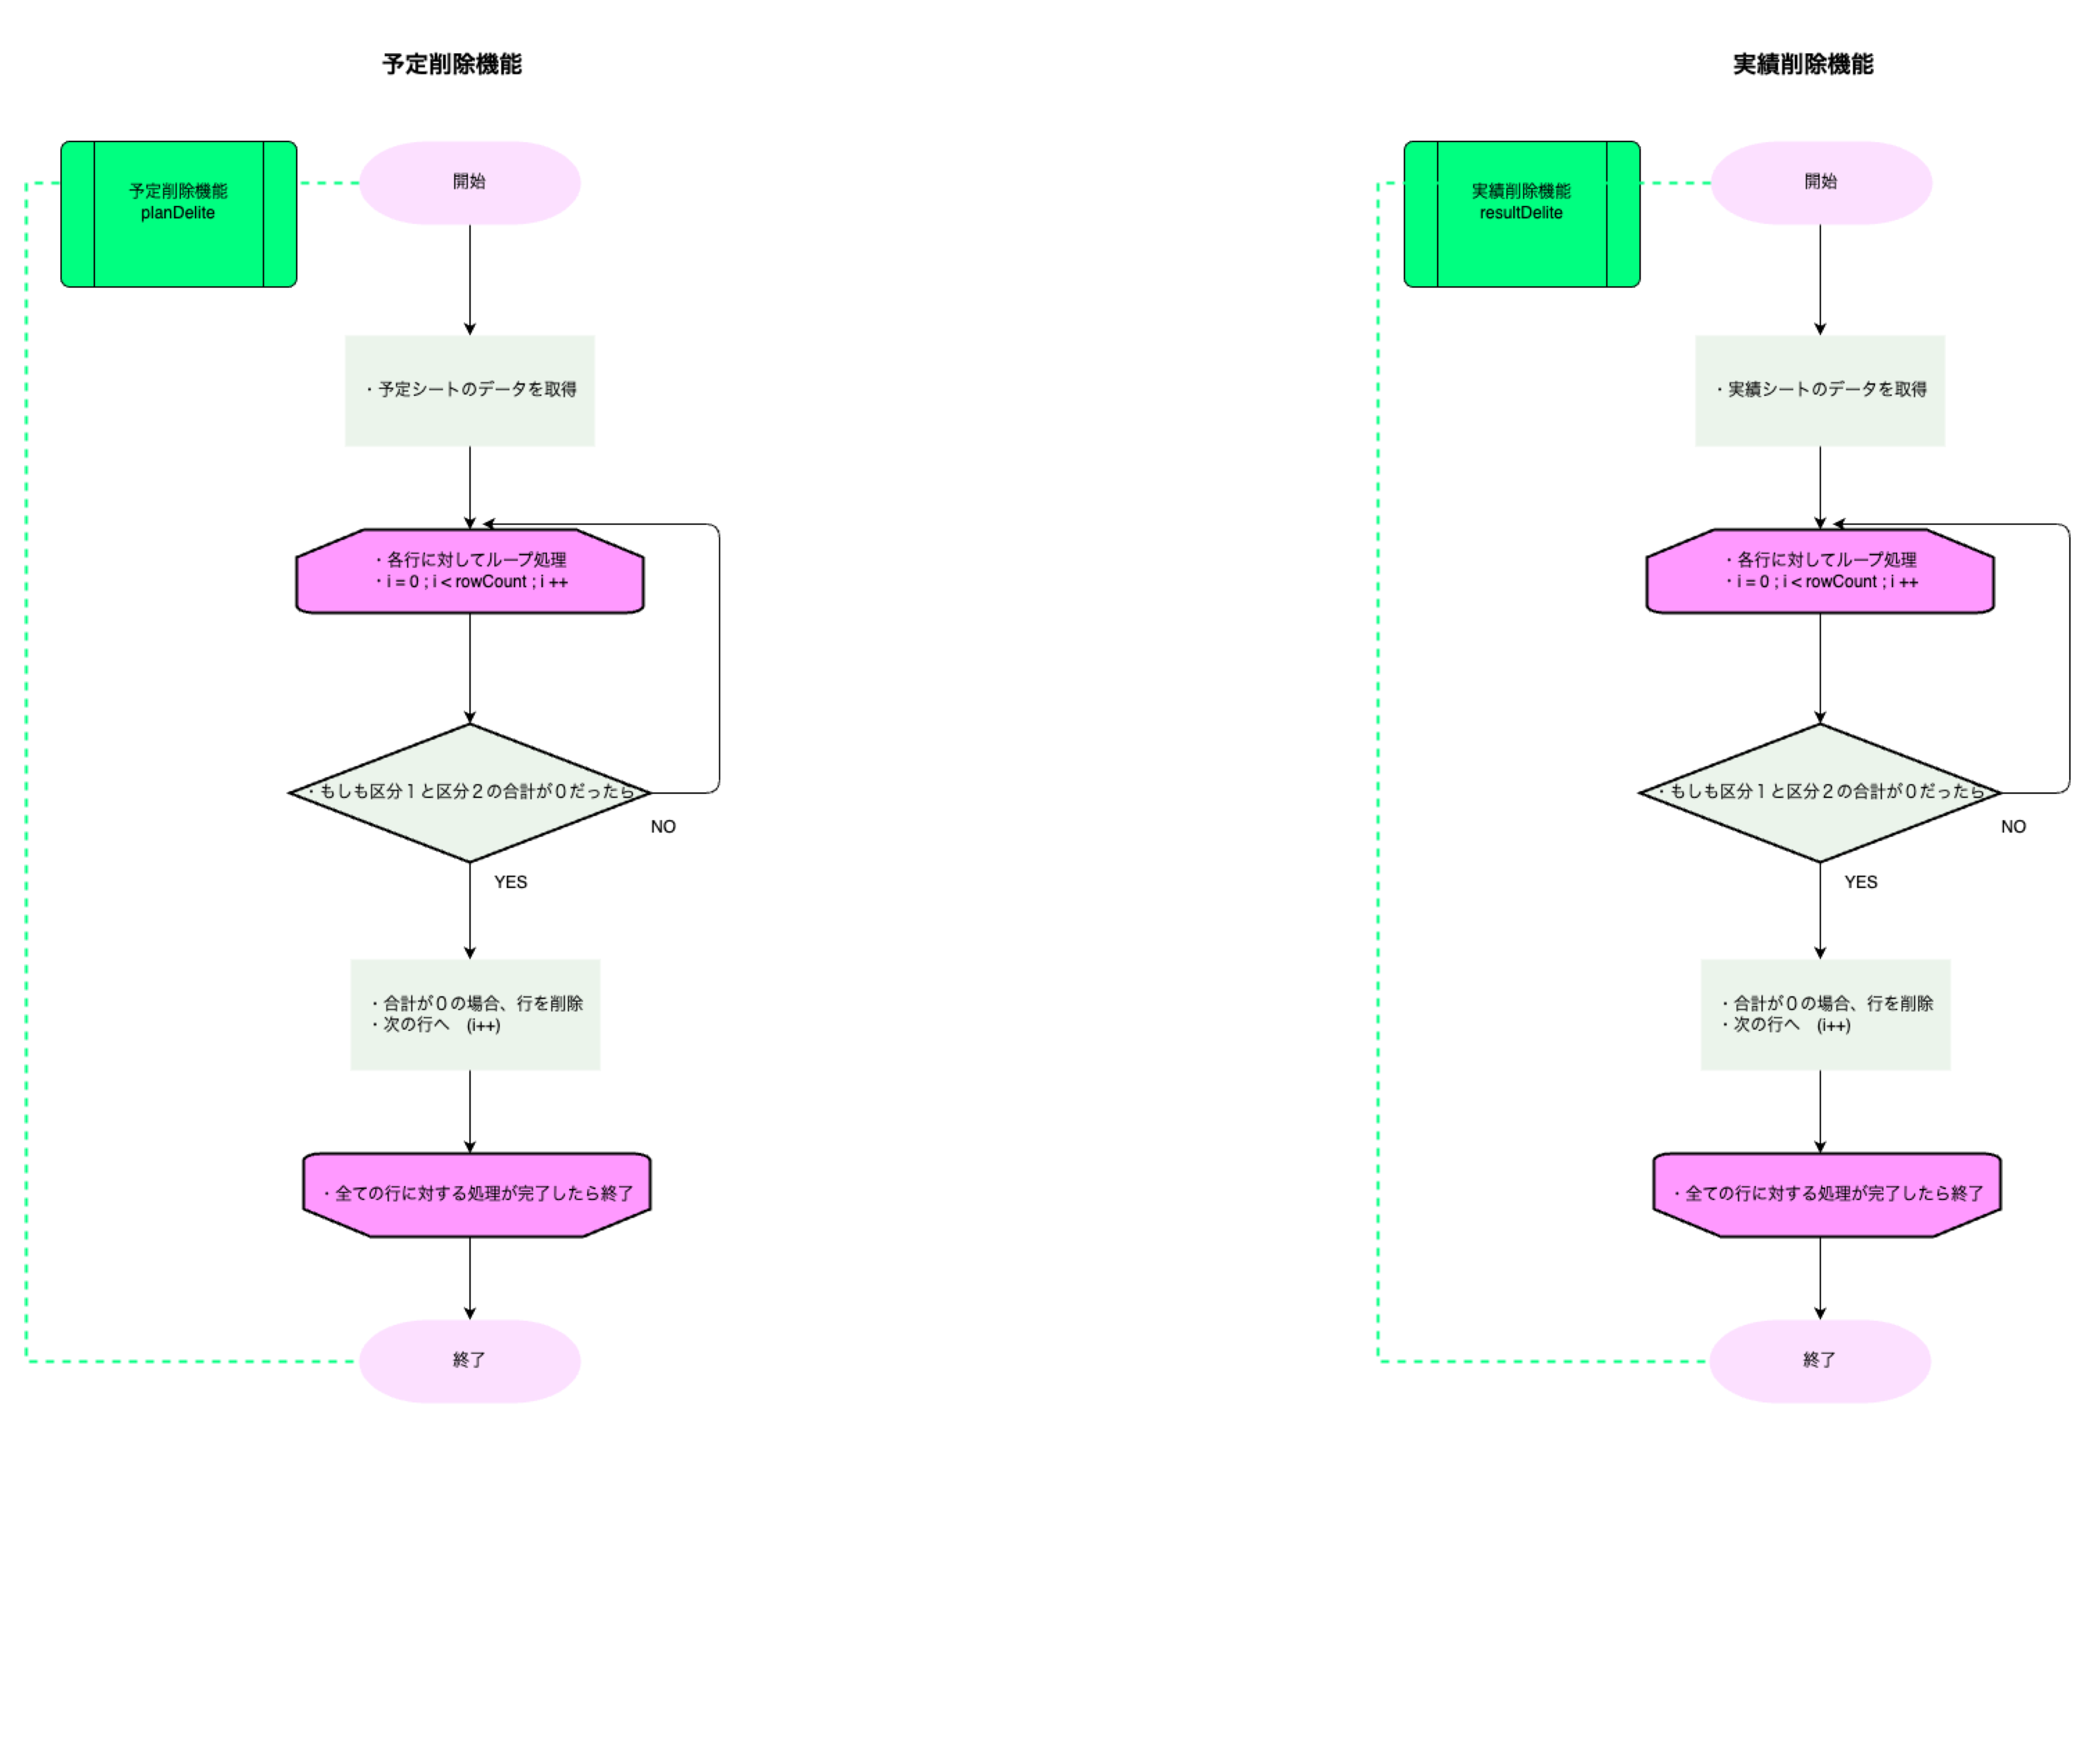 予定削除機能
予定削除機能
planDelite
開始
・予定シートのデータを取得
・各行に対してループ処理
・i = 0 ; i < rowCount ; i ++
・もしも区分１と区分２の合計が０だったら
NO
YES
・合計が０の場合、行を削除
・次の行へ　(i++)
・全ての行に対する処理が完了したら終了
終了
実績削除機能
実績削除機能
resultDelite
開始
・実績シートのデータを取得
・各行に対してループ処理
・i = 0 ; i < rowCount ; i ++
・もしも区分１と区分２の合計が０だったら
NO
YES
・合計が０の場合、行を削除
・次の行へ　(i++)
・全ての行に対する処理が完了したら終了
終了